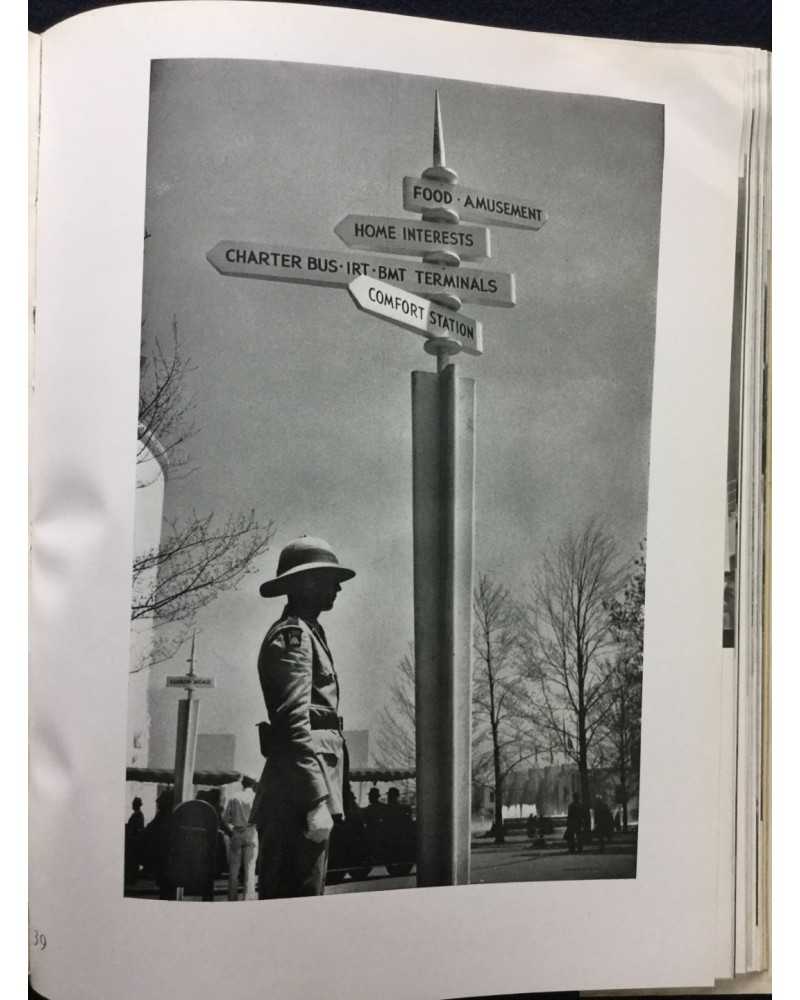 FOOD · AMUSEMENT
HOME INTERESTS
CHARTER BUS · IRT · BMT TERMINALS
COMFORT STATION
39